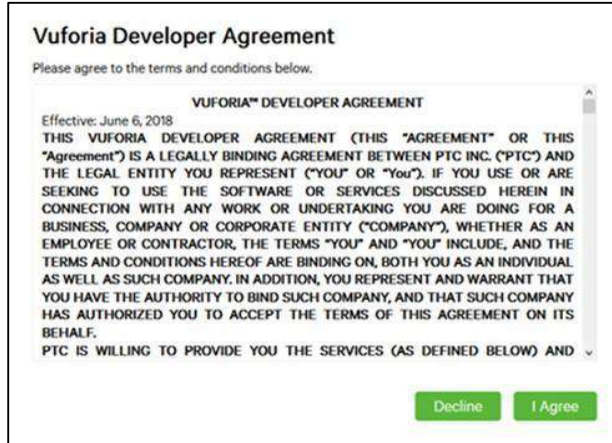 Vuforia Developer Agreement
Please agree to the terms and conditions below.
VUFORIA™ DEVELOPER AGREEMENT
Effective: June 6, 2018
THIS VUFORIA DEVELOPER AGREEMENT (THIS "AGREEMENT" OR THIS
"Agreement") IS A LEGALLY BINDING AGREEMENT BETWEEN PTC INC. ("PTC") AND
THE LEGAL ENTITY YOU REPRESENT ("YOU" OR "You"). IF YOU USE OR ARE
SEEKING TO USE THE SOFTWARE OR SERVICES DISCUSSED HEREIN IN
CONNECTION WITH ANY WORK OR UNDERTAKING YOU ARE DOING FOR A
BUSINESS, COMPANY OR CORPORATE ENTITY ("COMPANY"), WHETHER AS AN
EMPLOYEE OR CONTRACTOR, THE TERMS "YOU" AND "YOU" INCLUDE, AND THE
TERMS AND CONDITIONS HEREOF ARE BINDING ON, BOTH YOU AS AN INDIVIDUAL
AS WELL AS SUCH COMPANY. IN ADDITION, YOU REPRESENT AND WARRANT THAT
YOU HAVE THE AUTHORITY TO BIND SUCH COMPANY, AND THAT SUCH COMPANY
HAS AUTHORIZED YOU TO ACCEPT THE TERMS OF THIS AGREEMENT ON ITS
BEHALF.
PTC IS WILLING TO PROVIDE YOU THE SERVICES (AS DEFINED BELOW) AND
Decline
I Agree